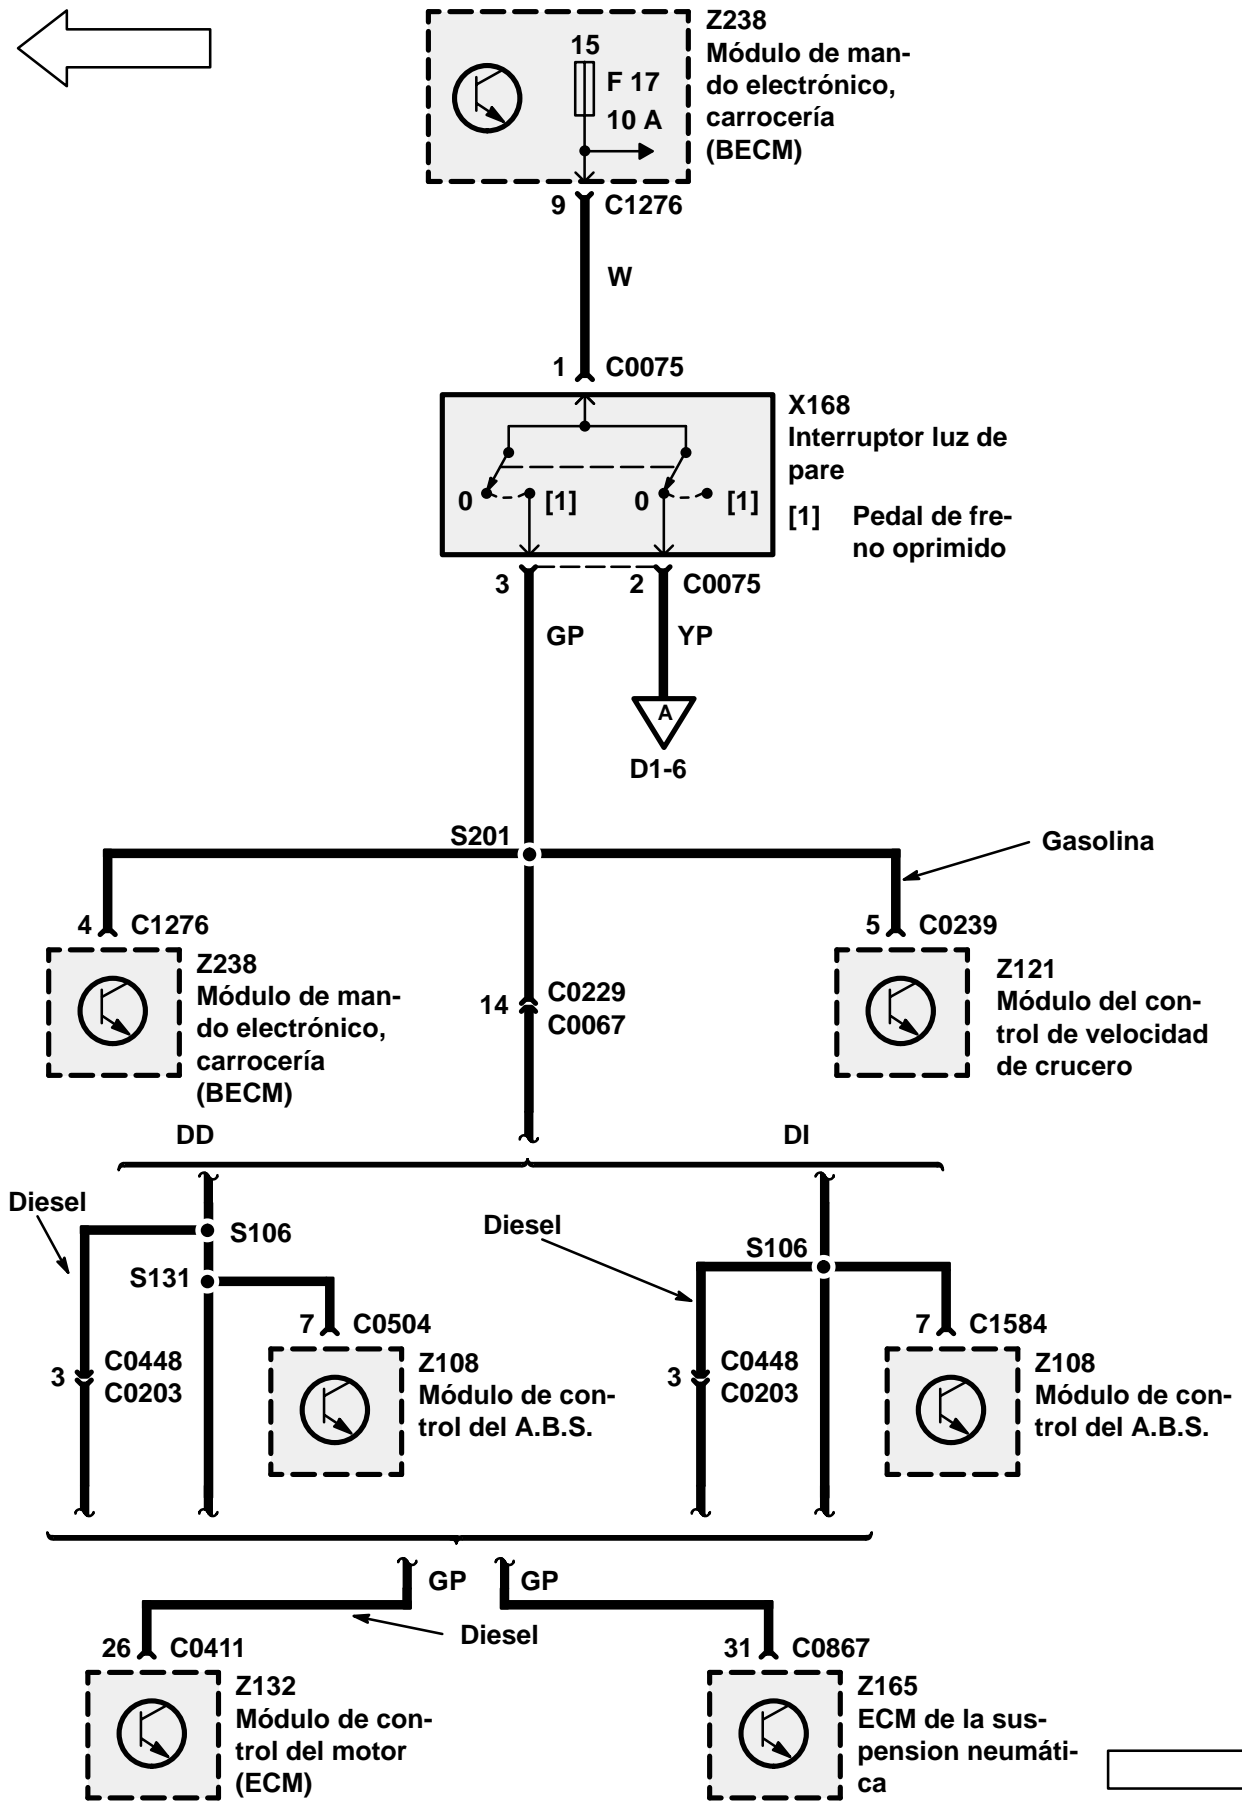 Z238
Módulo de man-
do electrónico,
carrocería
(BECM)
15
F 17
10 A
9 C1276
W
1 C0075
X168
Interruptor luz de
pare
[1] Pedal de fre-
no oprimido
0 [1] 0 [1]
3 2 C0075
GP YP
A
D1-6
S201
Gasolina
4 C1276
Z238
Módulo de man-
do electrónico,
carrocería
(BECM)
14 C0229
C0067
5 C0239
Z121
Módulo del con-
trol de velocidad
de crucero
DD DI
Diesel
S106
S131
7 C0504
Z108
Módulo de con-
trol del A.B.S.
3 C0448
C0203
Diesel
S106
7 C1584
Z108
Módulo de con-
trol del A.B.S.
3 C0448
C0203
GP GP
Diesel
26 C0411
Z132
Módulo de con-
trol del motor
(ECM)
31 C0867
Z165
ECM de la sus-
pension neumáti-
ca